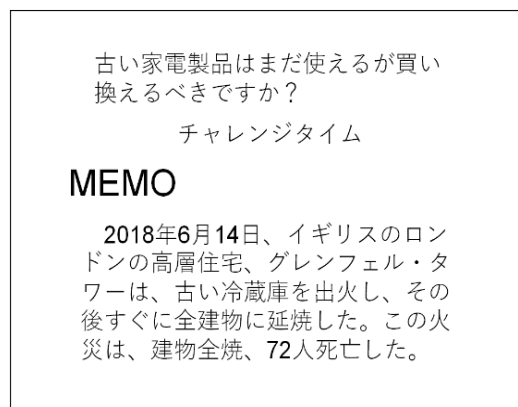 古い家電製品はまだ使えるが買い
換えるべきですか？
チャレンジタイム
MEMO
2018年6月14日、イギリスのロン
ドンの高層住宅、グレンフェル・タ
ワーは、古い冷蔵庫を出火し、その
後すぐに全建物に延焼した。この火
災は、建物全焼、72人死亡した。